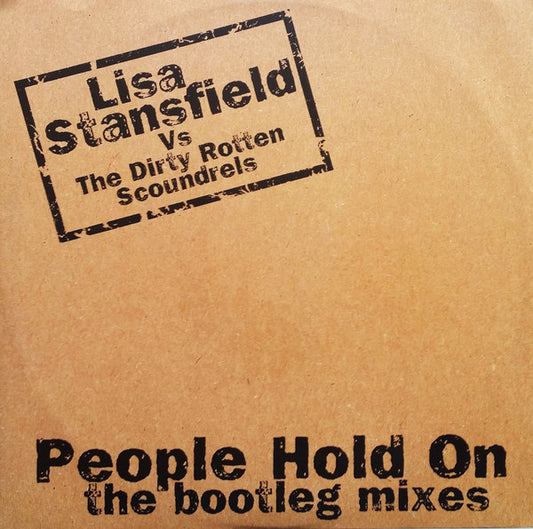 Lisa
Stansfield
Vs
The Dirty Rotten
Scoundrels
People Hold On
the bootleg mixes